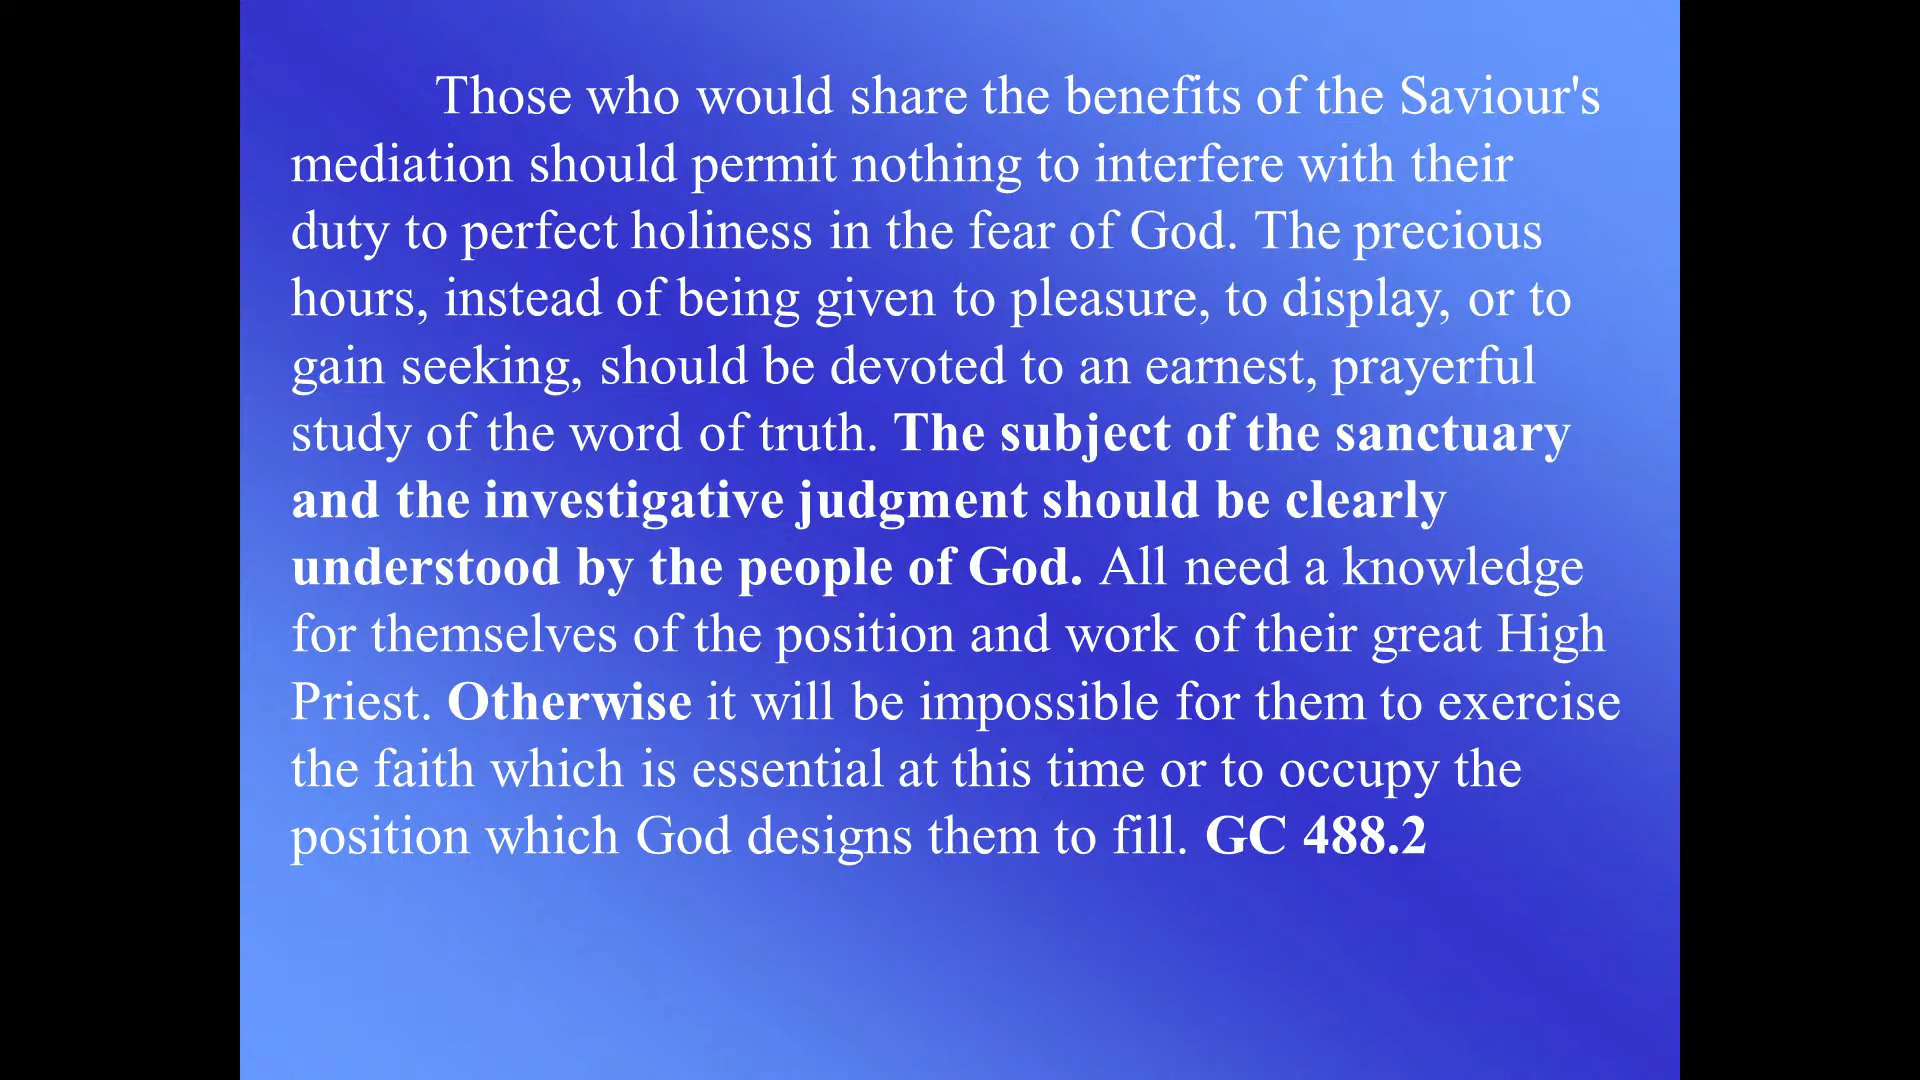 Those who would share the benefits of the Saviour's
mediation should permit nothing to interfere with their
duty to perfect holiness in the fear of God. The precious
hours, instead of being given to pleasure, to display, or to
gain seeking, should be devoted to an earnest, prayerful
study of the word of truth. The subject of the sanctuary
and the investigative judgment should be clearly
understood by the people of God. All need a knowledge
for themselves of the position and work of their great High
Priest. Otherwise it will be impossible for them to exercise
the faith which is essential at this time or to occupy the
position which God designs them to fill. GC 488.2